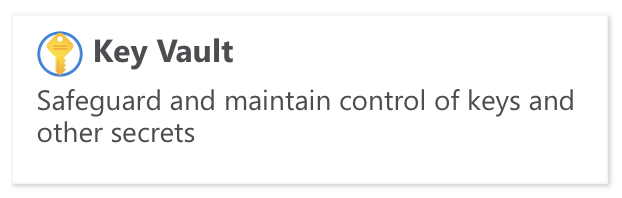 Key Vault
Safeguard and maintain control of keys and
other secrets